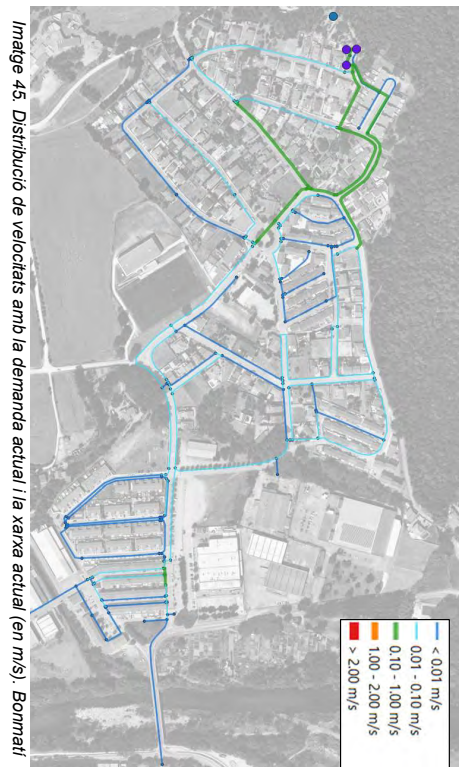 < 0.01 m/s
0.01 - 0.10 m/s
0.10 - 1.00 m/s
1.00 - 2.00 m/s
> 2.00 m/s
Imatge 45. Distribució de velocitats amb la demanda actual i la xarxa actual (en m/s). Bonmatí